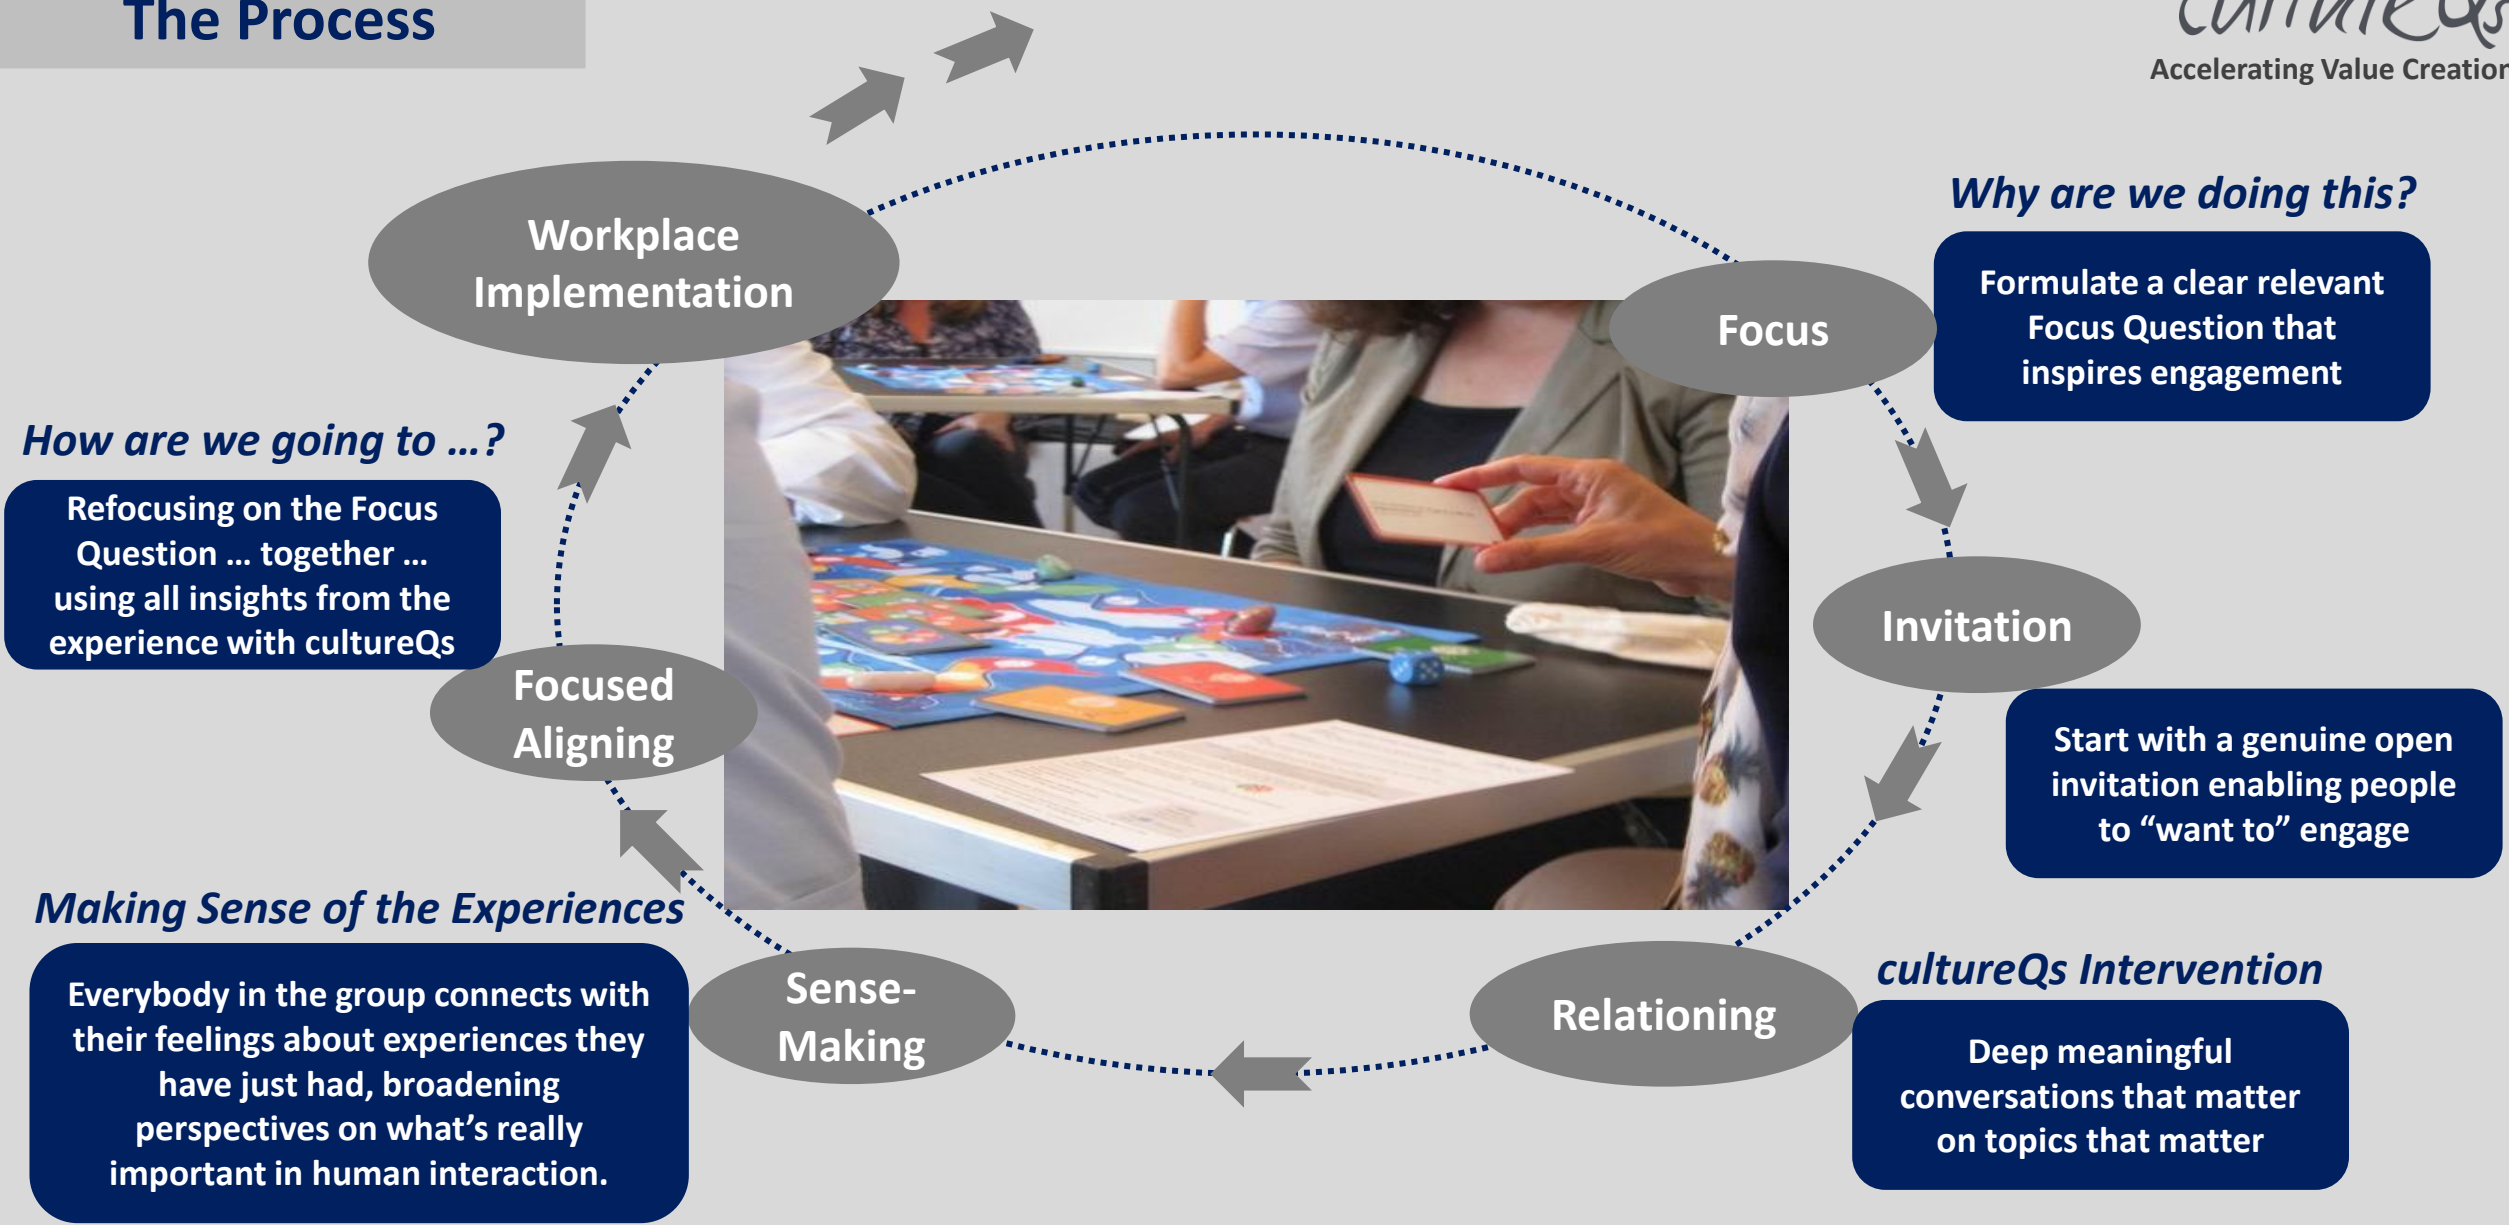 The Process
cultureQs
Accelerating Value Creation
Workplace
Implementation
Why are we doing this?
Formulate a clear relevant
Focus Question that
inspires engagement
Focus
How are we going to ...?
Refocusing on the Focus
Question ... together ...
using all insights from the
experience with cultureQs
Invitation
Start with a genuine open
invitation enabling people
to “want to” engage
Focused
Aligning
Making Sense of the Experiences
Everybody in the group connects with
their feelings about experiences they
have just had, broadening
perspectives on what’s really
important in human interaction.
Sense-
Making
Relationing
cultureQs Intervention
Deep meaningful
conversations that matter
on topics that matter